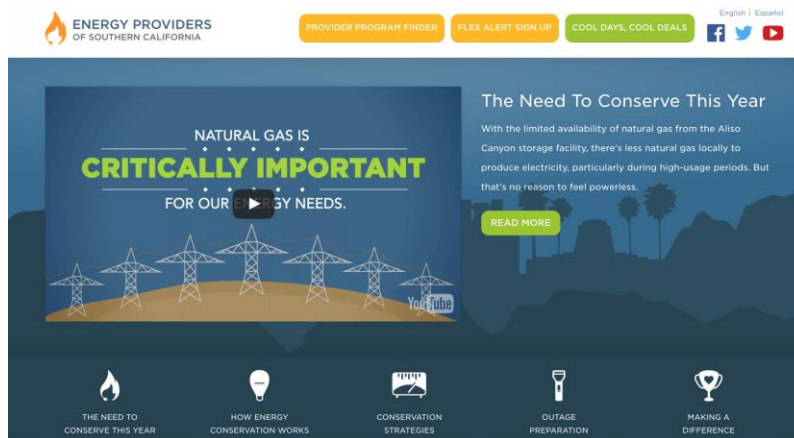 English | Español
ENERGY PROVIDERS
OF SOUTHERN CALIFORNIA
PROVIDER PROGRAM FINDER
FLEX ALERT SIGN UP
COOL DAYS, COOL DEALS
NATURAL GAS IS
CRITICALLY IMPORTANT
FOR OUR ENERGY NEEDS.
YouTube
The Need To Conserve This Year
With the limited availability of natural gas from the Aliso
Canyon storage facility, there's less natural gas locally to
produce electricity, particularly during high-usage periods. But
that's no reason to feel powerless.
READ MORE
THE NEED TO
CONSERVE THIS YEAR
HOW ENERGY
CONSERVATION WORKS
CONSERVATION
STRATEGIES
OUTAGE
PREPARATION
MAKING A
DIFFERENCE